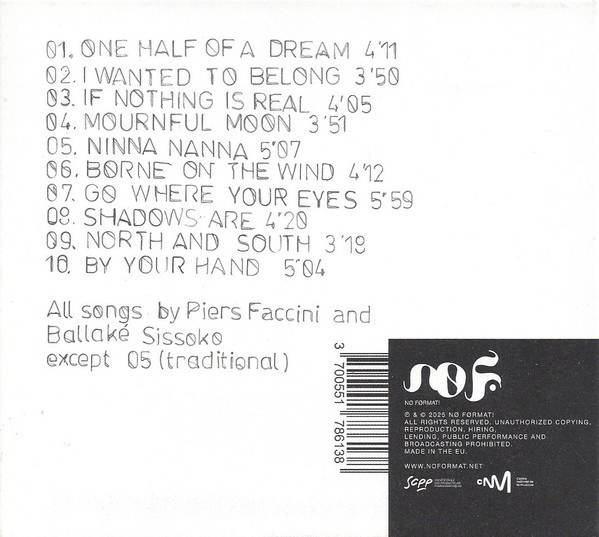 01. ONE HALF OF A DREAM 4'11
02. I WANTED TO BELONG 3'50
03. IF NOTHING IS REAL 4'05
04. MOURNFUL MOON 3'51
05. NINNA NANNA 5'07
06. BORNE ON THE WIND 4'12
07. GO WHERE YOUR EYES 5'59
08. SHADOWS ARE 4'20
09. NORTH AND SOUTH 3'18
10. BY YOUR HAND 5'04
All songs by Piers Faccini and
Ballaké Sissoko
except 05 (traditional)
3 700551 786138
NØF.
NØ FØRMAT!
℗ & © 2025 NØ FØRMAT!
ALL RIGHTS RESERVED. UNAUTHORIZED COPYING,
REPRODUCTION, HIRING,
LENDING, PUBLIC PERFORMANCE AND
BROADCASTING PROHIBITED.
MADE IN THE EU.
WWW.NOFORMAT.NET
scpp
cNM